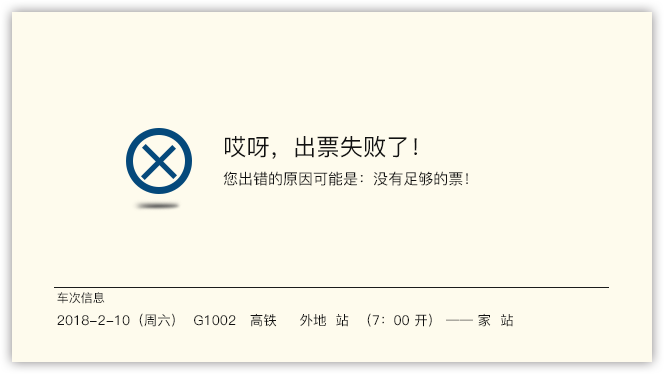 哎呀，出票失败了！
您出错的原因可能是：没有足够的票！
车次信息
2018-2-10（周六） G1002 高铁 外地 站 （7：00 开） —— 家 站